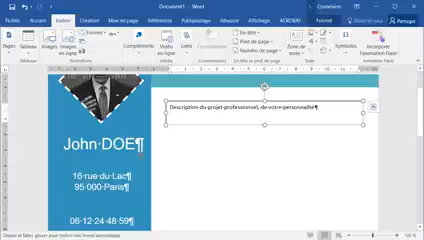 Document1 - Word
Connexion
Fichier Accueil Insertion Création Mise en page Références Publipostage Révision Affichage ACROBAT Format
Partager
Pages Tableau Images Images en ligne
Compléments Vidéo en ligne Liens Commentaire
En-tête
Pied de page
Numéro de page
Zone de texte
Symboles
Incorporer l'animation Flash
Tableaux
Illustrations
Média
Commentaires
En-tête et pied de page
Texte
Flash
Description·du·projet·professionnel,·de·votre·personnalité¶
John·DOE¶
16·rue·du·Lac¶
95·000·Paris¶
06·12·24·48·59¶
100 %